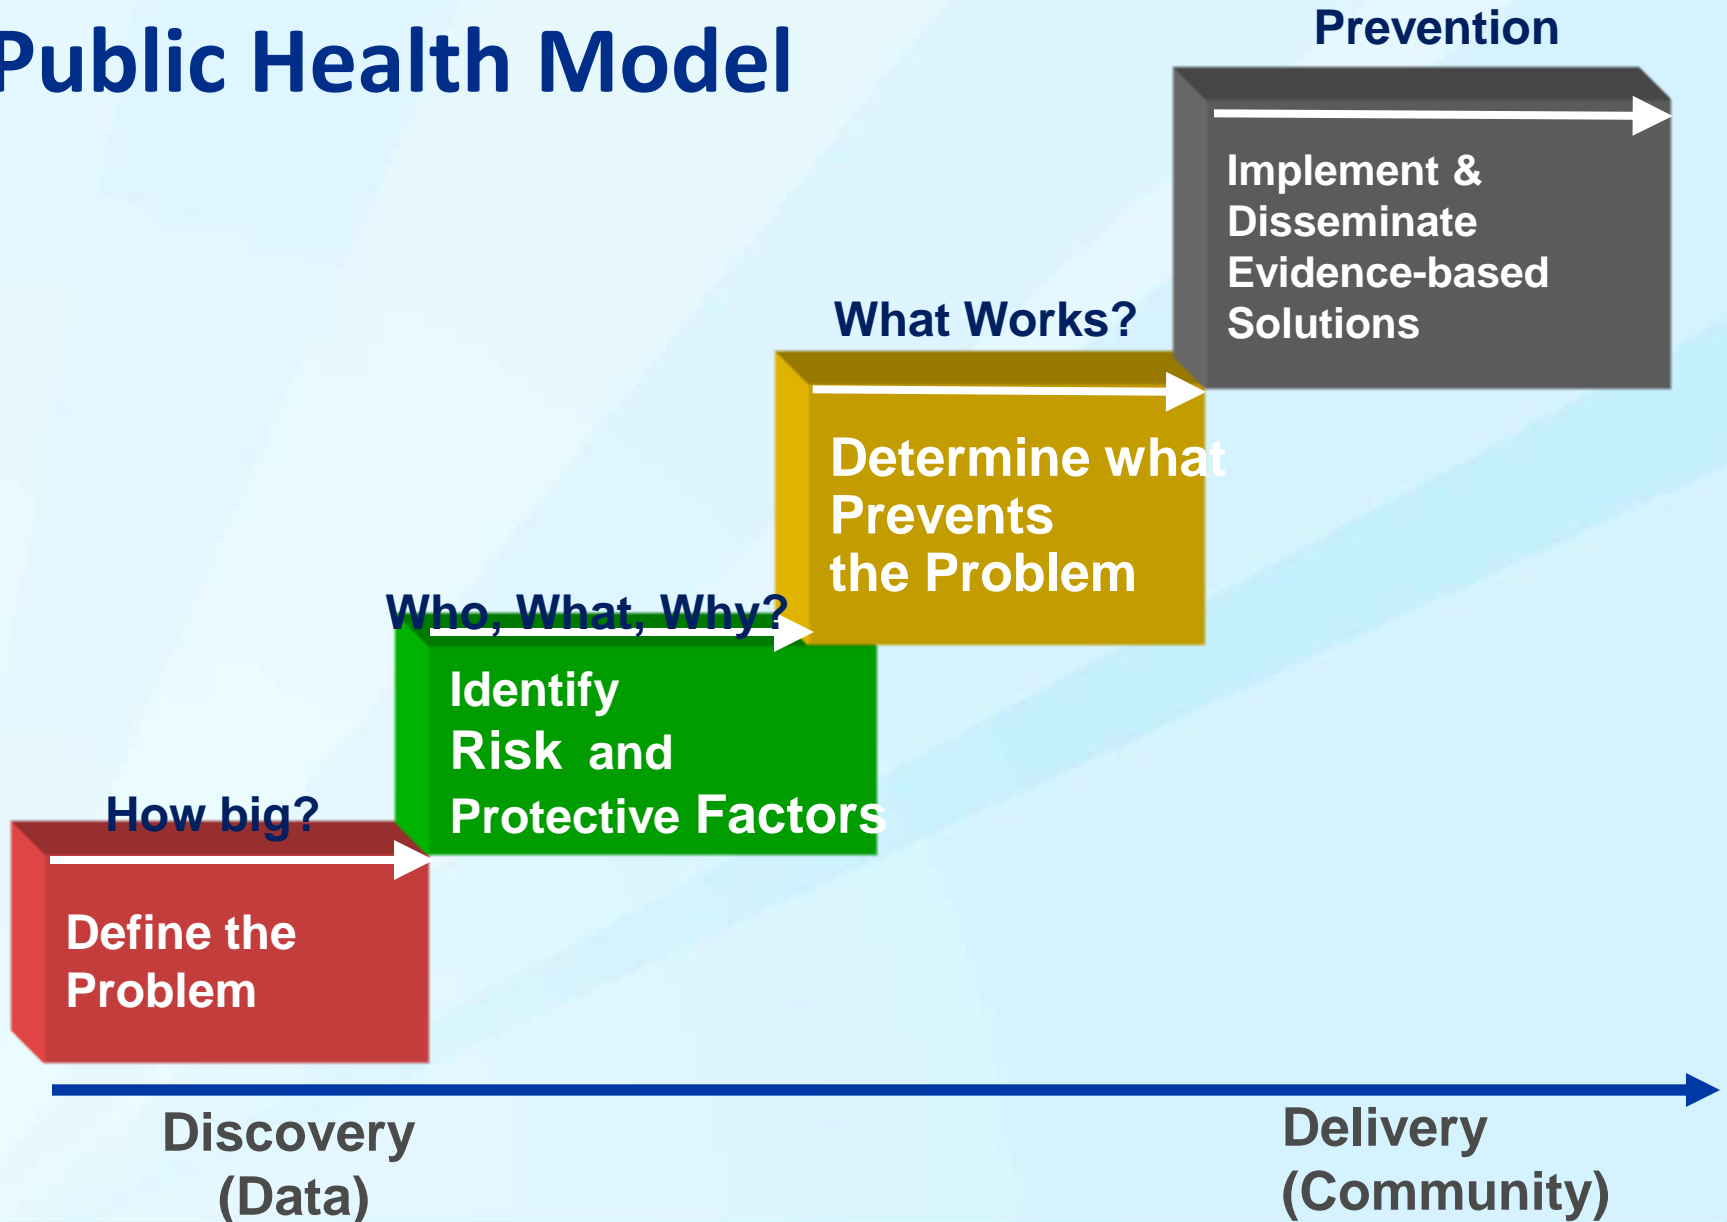 Public Health Model
Prevention
Implement &
Disseminate
Evidence-based
Solutions
What Works?
Determine what
Prevents
the Problem
Who, What, Why?
Identify
Risk and
Protective Factors
How big?
Define the
Problem
Discovery
(Data)
Delivery
(Community)